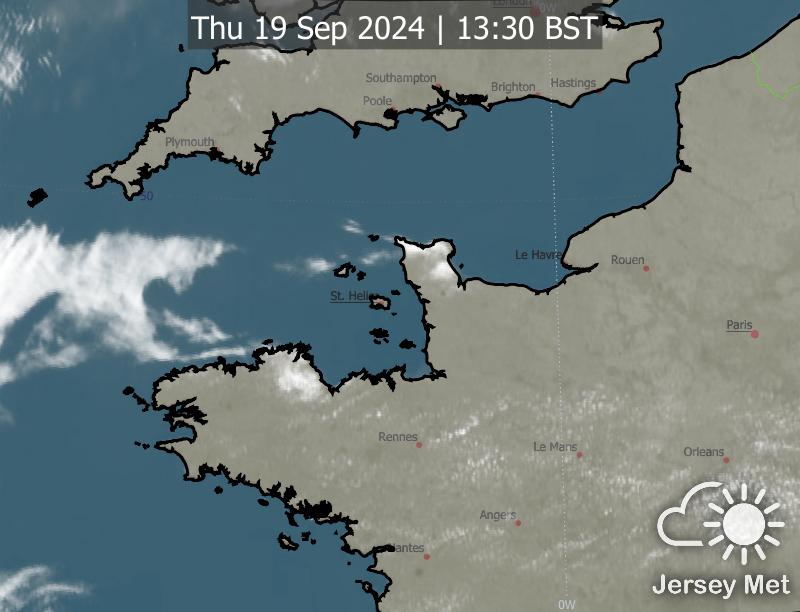 London
0W
Thu 19 Sep 2024 | 13:30 BST
Southampton
Brighton
Hastings
Poole
Plymouth
50
Le Havre
Rouen
St. Helier
Paris
Rennes
Le Mans
Orleans
Angers
Nantes
Jersey Met
0W